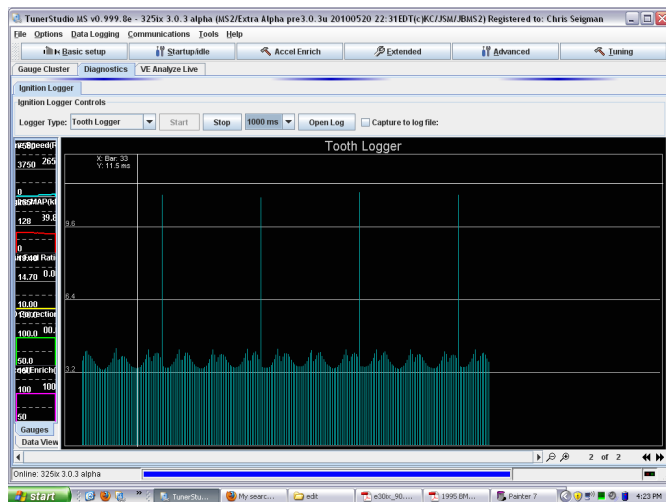 TunerStudio MS v0.999.8e - 325ix 3.0.3 alpha (MS2/Extra Alpha pre3.0.3u 20100520 22:31EDT(c)KC/JSM/JBMS2) Registered to: Chris Seigman
File Options Data Logging Communications Tools Help
Basic setup Startup/idle Accel Enrich Extended Advanced Tuning
Gauge Cluster Diagnostics VE Analyze Live
Ignition Logger
Ignition Logger Controls
Logger Type: Tooth Logger Start Stop 1000 ms Open Log Capture to log file:
Tooth Logger
X: Bar: 33
Y: 11.5 ms
3750 265
0
128
9.6
0
14.70 0.0
6.4
10.00
100.0 00.
50.0
3.2
100 100
50
Gauges
Data View
2 of 2
Online: 325ix 3.0.3 alpha
start TunerStu... My searc... edit e30ix_90.... 1995 BM... Painter 7 4:23 PM